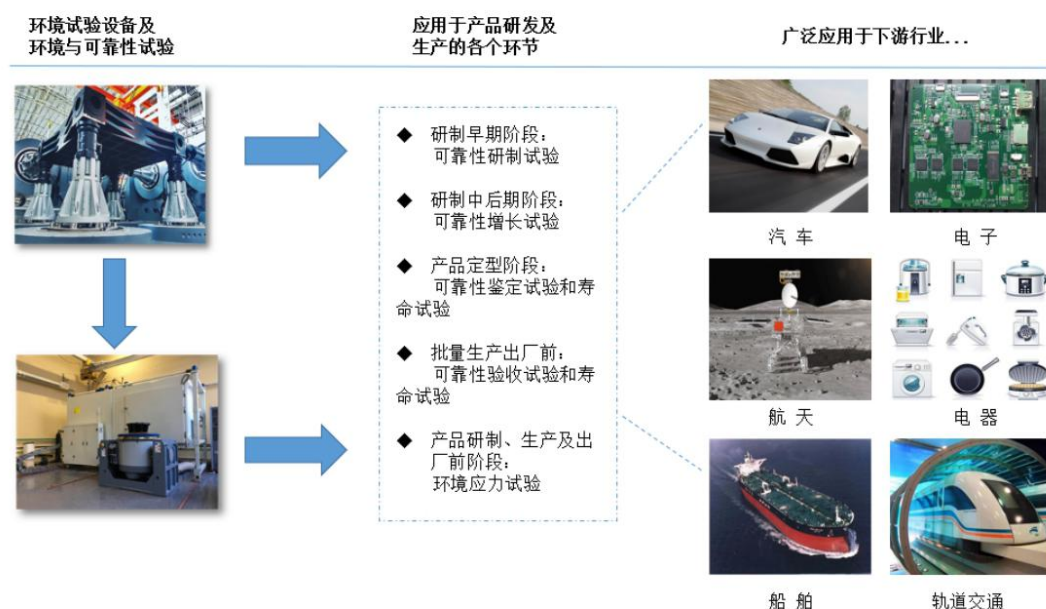 环境试验设备及
环境与可靠性试验
应用于产品研发及
生产的各个环节
广泛应用于下游行业...
◆ 研制早期阶段：
可靠性研制试验
◆ 研制中后期阶段：
可靠性增长试验
◆ 产品定型阶段：
可靠性鉴定试验和寿
命试验
◆ 批量生产出厂前：
可靠性验收试验和寿
命试验
◆ 产品研制、生产及出
厂前阶段：
环境应力试验
汽 车
电 子
航 天
电 器
船 舶
轨道交通